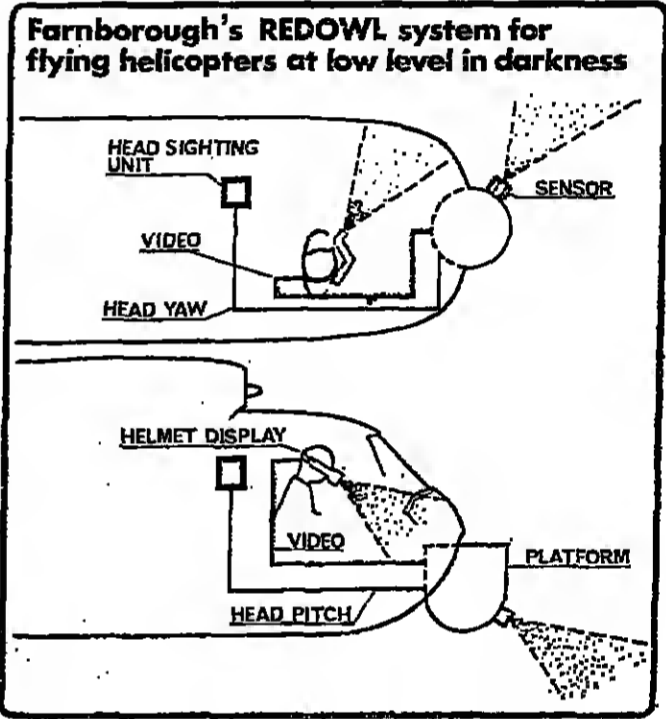 Farnborough's REDOWL system for
flying helicopters at low level in darkness
HEAD SIGHTING
UNIT
SENSOR
VIDEO
HEAD YAW
HELMET DISPLAY
VIDEO
PLATFORM
HEAD PITCH